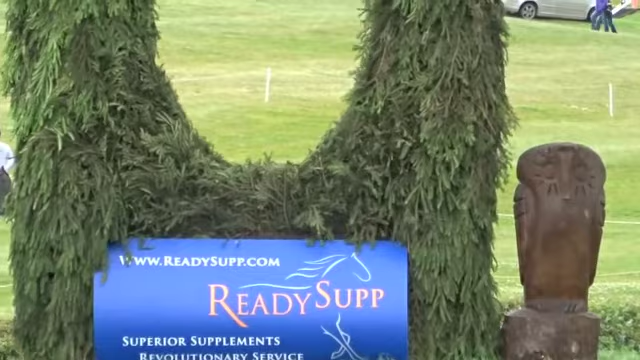 WWW.READYSUPP.COM
READYSUPP
SUPERIOR SUPPLEMENTS
REVOLUTIONARY SERVICE